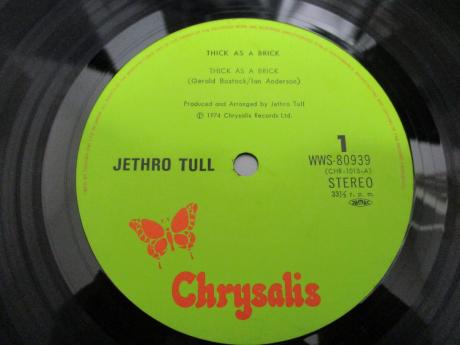 THICK AS A BRICK
THICK AS A BRICK
(Gerald Bostock/Ian Anderson)
Produced and Arranged by Jethro Tull
Ⓟ 1974 Chrysalis Records Ltd.
JETHRO TULL
1
WWS-80939
(CHR-1015-A)
STEREO
33⅓ r.p.m.
Chrysalis